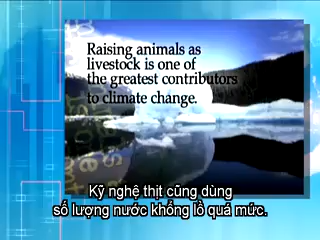 Raising animals as
livestock is one of
the greatest contributors
to climate change.
Kỹ nghệ thịt cũng dùng
số lượng nước khổng lồ quá mức.